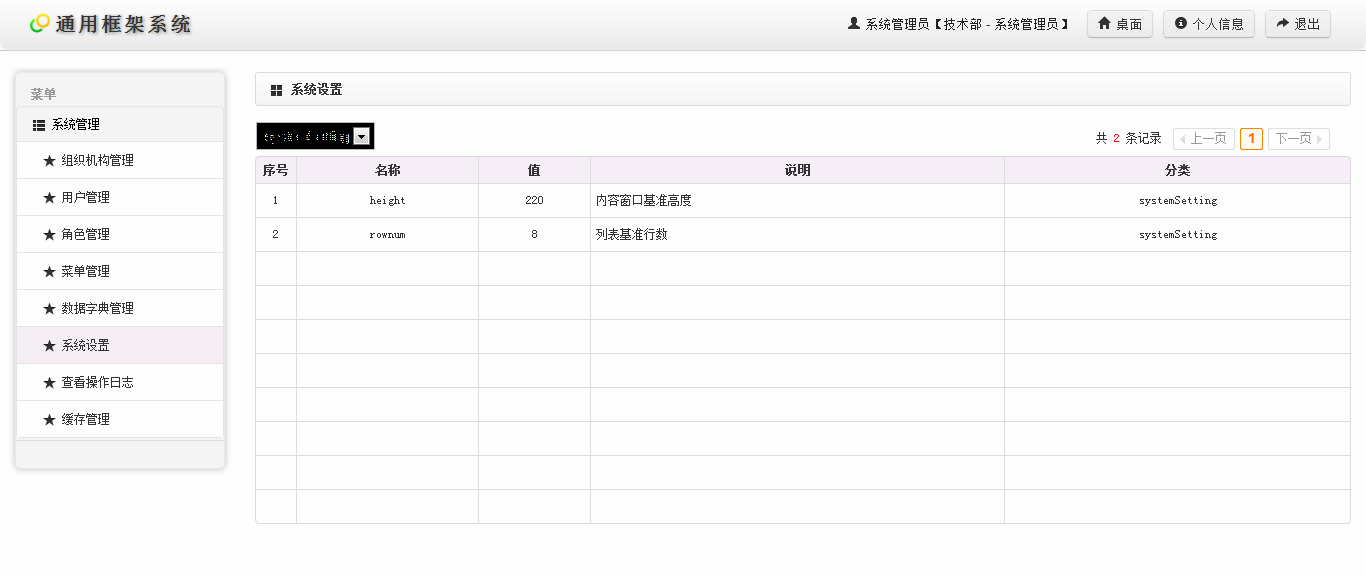 通用框架系统
系统管理员【技术部 - 系统管理员】 桌面 个人信息 退出
菜单
系统管理
组织机构管理
用户管理
角色管理
菜单管理
数据字典管理
系统设置
查看操作日志
缓存管理
系统设置
共 2 条记录 上一页 1 下一页
序号 名称 值 说明 分类
1 height 220 内容窗口基准高度 systemSetting
2 rownum 8 列表基准行数 systemSetting